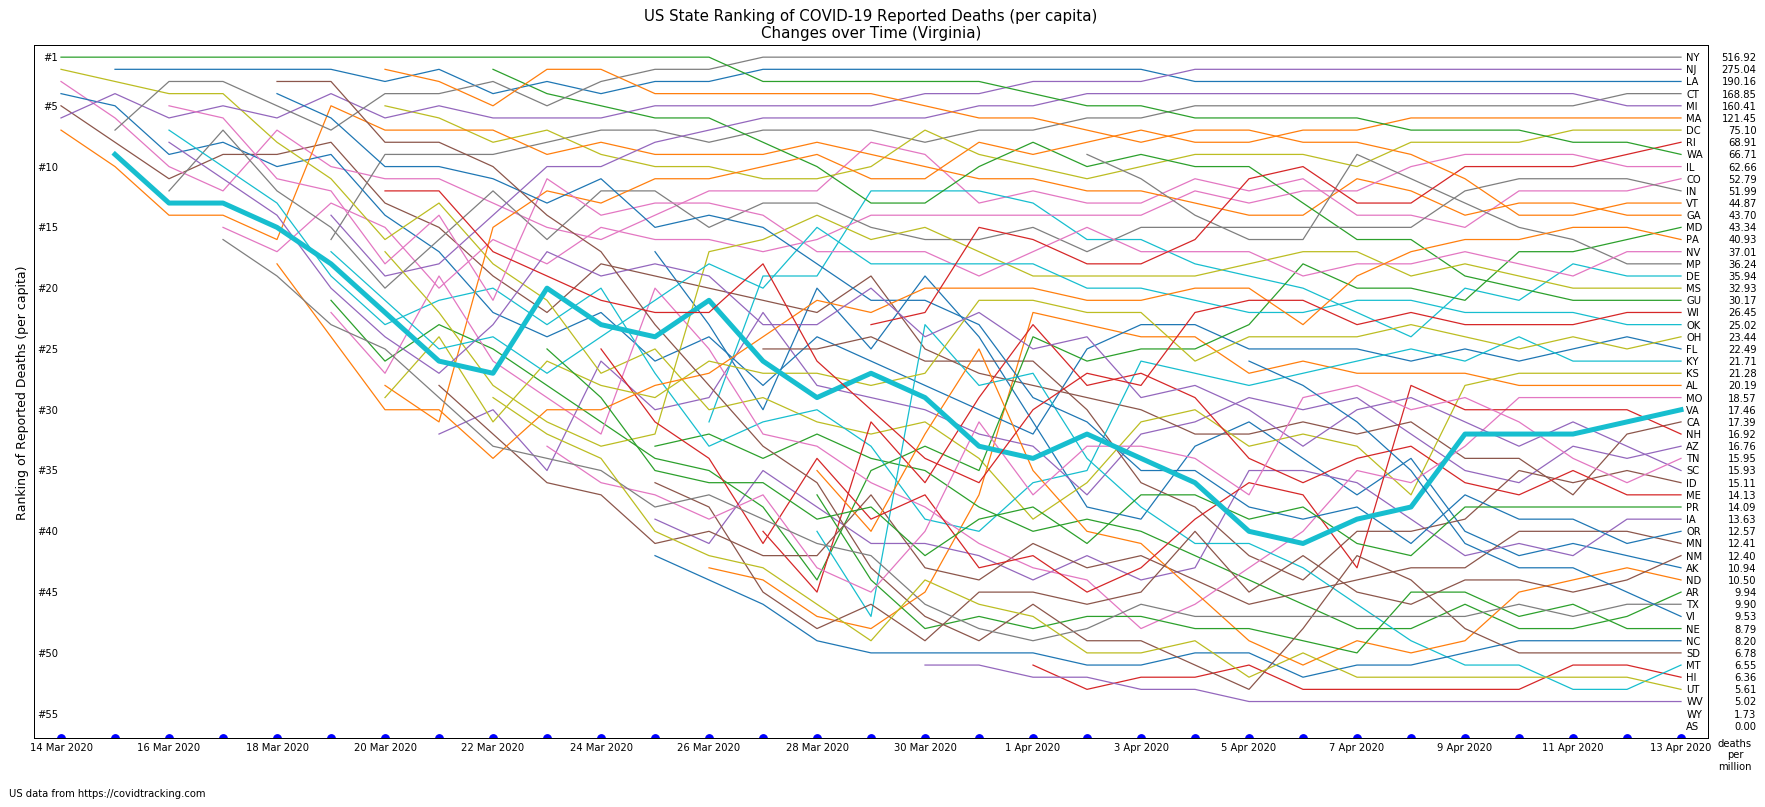 US State Ranking of COVID-19 Reported Deaths (per capita)
Changes over Time (Virginia)
Ranking of Reported Deaths (per capita)
#1
#5
#10
#15
#20
#25
#30
#35
#40
#45
#50
#55
NY 516.92
NJ 275.04
LA 190.16
CT 168.85
MI 160.41
MA 121.45
DC 75.10
RI 68.91
WA 66.71
IL 62.66
CO 52.79
IN 51.99
VT 44.87
GA 43.70
MD 43.34
PA 40.93
NV 37.01
MP 36.24
DE 35.94
MS 32.93
GU 30.17
WI 26.45
OK 25.02
OH 23.44
FL 22.49
KY 21.71
KS 21.28
AL 20.19
MO 18.57
VA 17.46
CA 17.39
NH 16.92
AZ 16.76
TN 15.95
SC 15.93
ID 15.11
ME 14.13
PR 14.09
IA 13.63
OR 12.57
MN 12.41
NM 12.40
AK 10.94
ND 10.50
AR 9.94
TX 9.90
VI 9.53
NE 8.79
NC 8.20
SD 6.78
MT 6.55
HI 6.36
UT 5.61
WV 5.02
WY 1.73
AS 0.00
14 Mar 2020 16 Mar 2020 18 Mar 2020 20 Mar 2020 22 Mar 2020 24 Mar 2020 26 Mar 2020 28 Mar 2020 30 Mar 2020 1 Apr 2020 3 Apr 2020 5 Apr 2020 7 Apr 2020 9 Apr 2020 11 Apr 2020 13 Apr 2020
deaths
per
million
US data from https://covidtracking.com